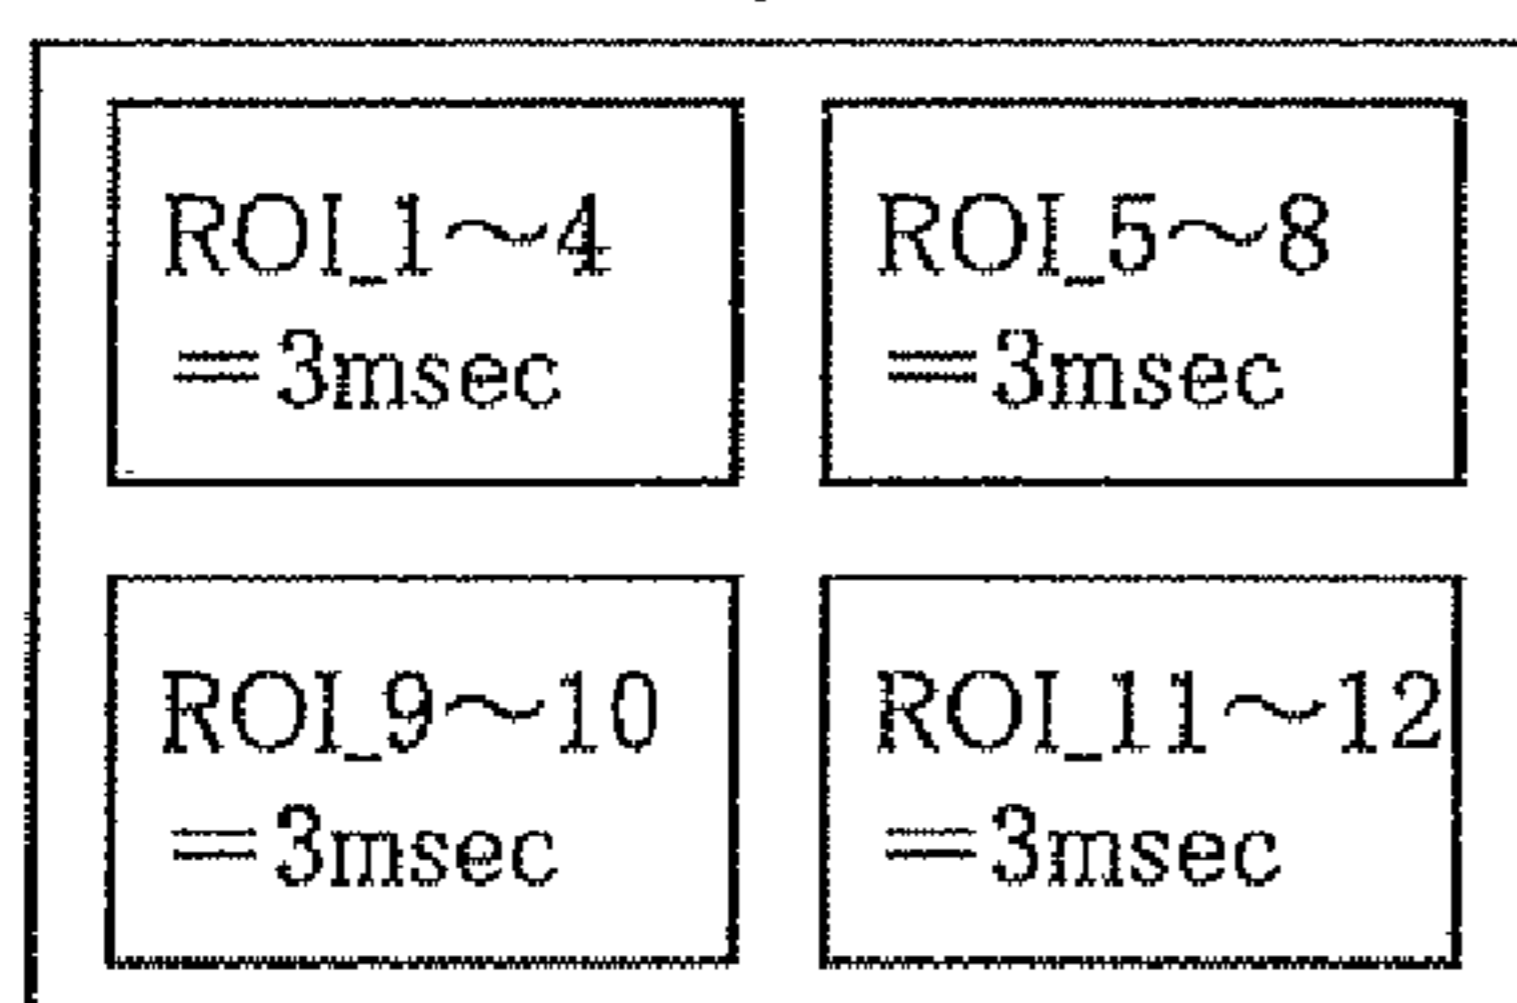 ROI_1～4
=3msec
ROI_5～8
=3msec
ROI_9～10
=3msec
ROI_11～12
=3msec